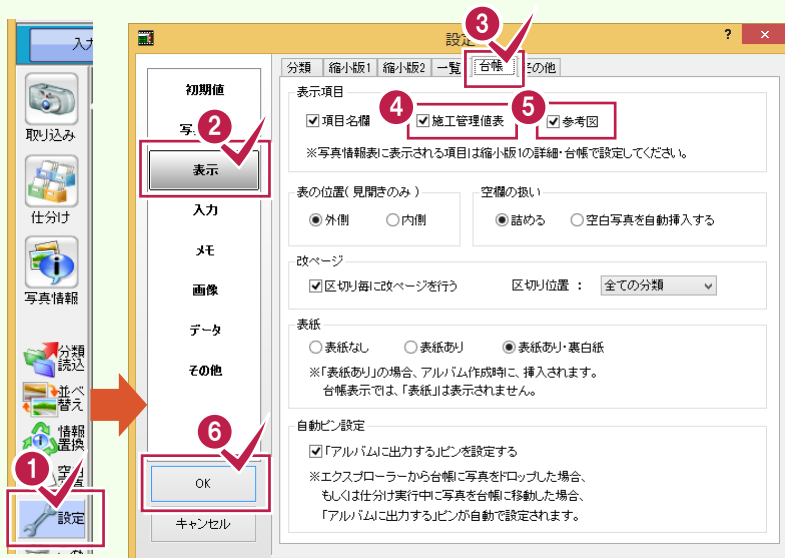 入力
取り込み
仕分け
写真情報
分類
読込
並べ
替え
情報
置換
空白
1
設定
設定
?
×
3
初期値
2
表示
入力
メモ
画像
データ
その他
6
OK
キャンセル
分類
縮小版1
縮小版2
一覧
台帳
その他
表示項目
4
5
項目名欄
施工管理値表
参考図
※写真情報表に表示される項目は縮小版1の詳細・台帳で設定してください。
表の位置(見開きのみ)
外側
内側
空欄の扱い
詰める
空白写真を自動挿入する
改ページ
区切り毎に改ページを行う
区切り位置 :
全ての分類
表紙
表紙なし
表紙あり
表紙あり・裏白紙
※「表紙あり」の場合、アルバム作成時に、挿入されます。
台帳表示では、「表紙」は表示されません。
自動ピン設定
「アルバムに出力する」ピンを設定する
※エクスプローラーから台帳に写真をドロップした場合、
もしくは仕分け実行中に写真を台帳に移動した場合、
「アルバムに出力する」ピンが自動で設定されます。